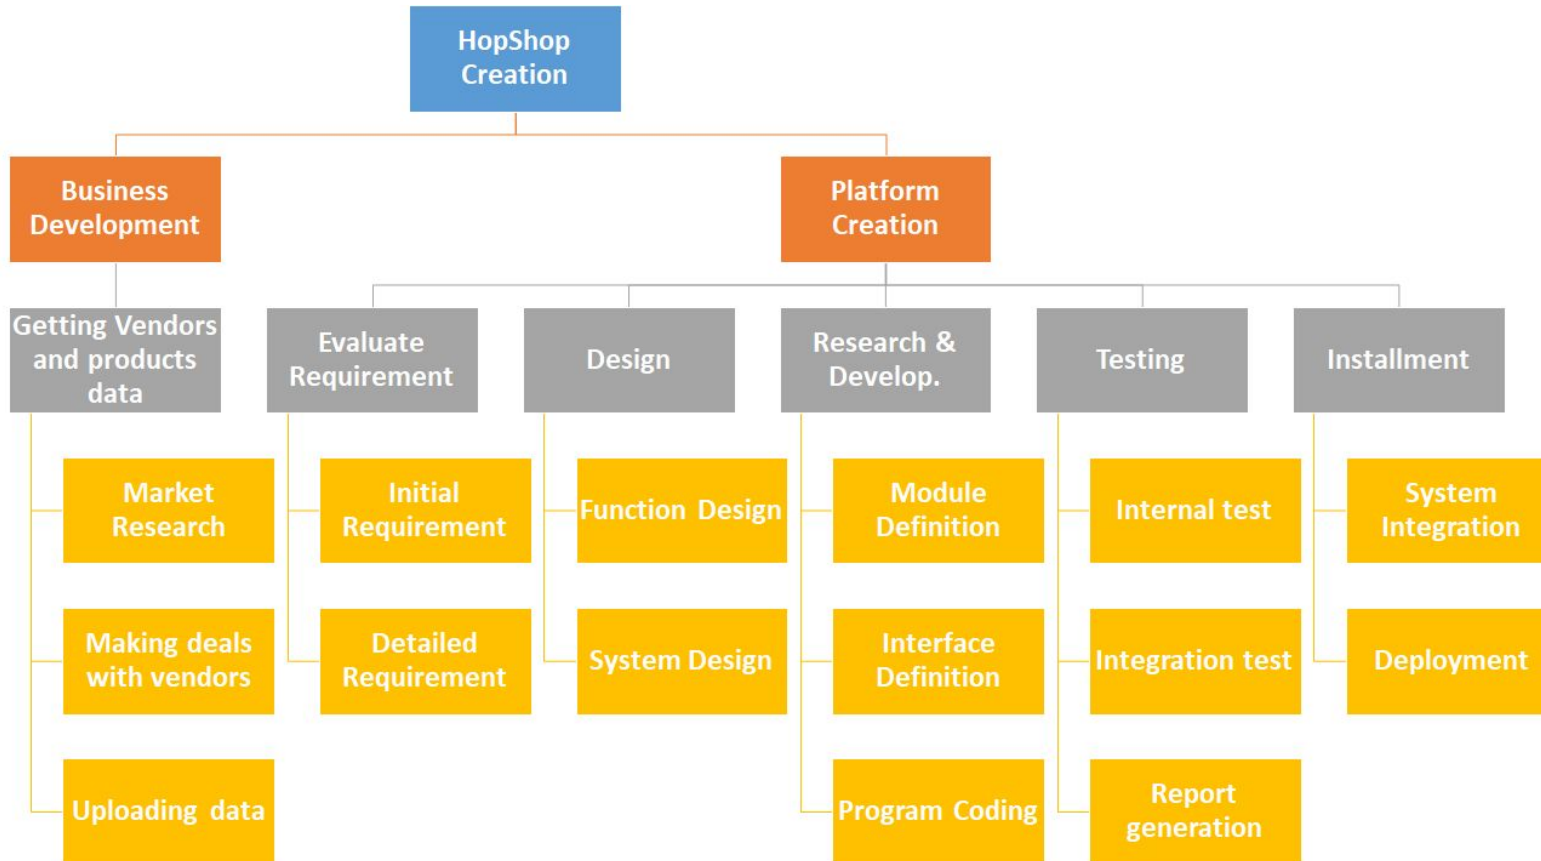 HopShop
Creation
Business
Development
Platform
Creation
Getting Vendors
and products
data
Evaluate
Requirement
Design
Research &
Develop.
Testing
Installment
Market
Research
Initial
Requirement
Function Design
Module
Definition
Internal test
System
Integration
Making deals
with vendors
Detailed
Requirement
System Design
Interface
Definition
Integration test
Deployment
Uploading data
Program Coding
Report
generation